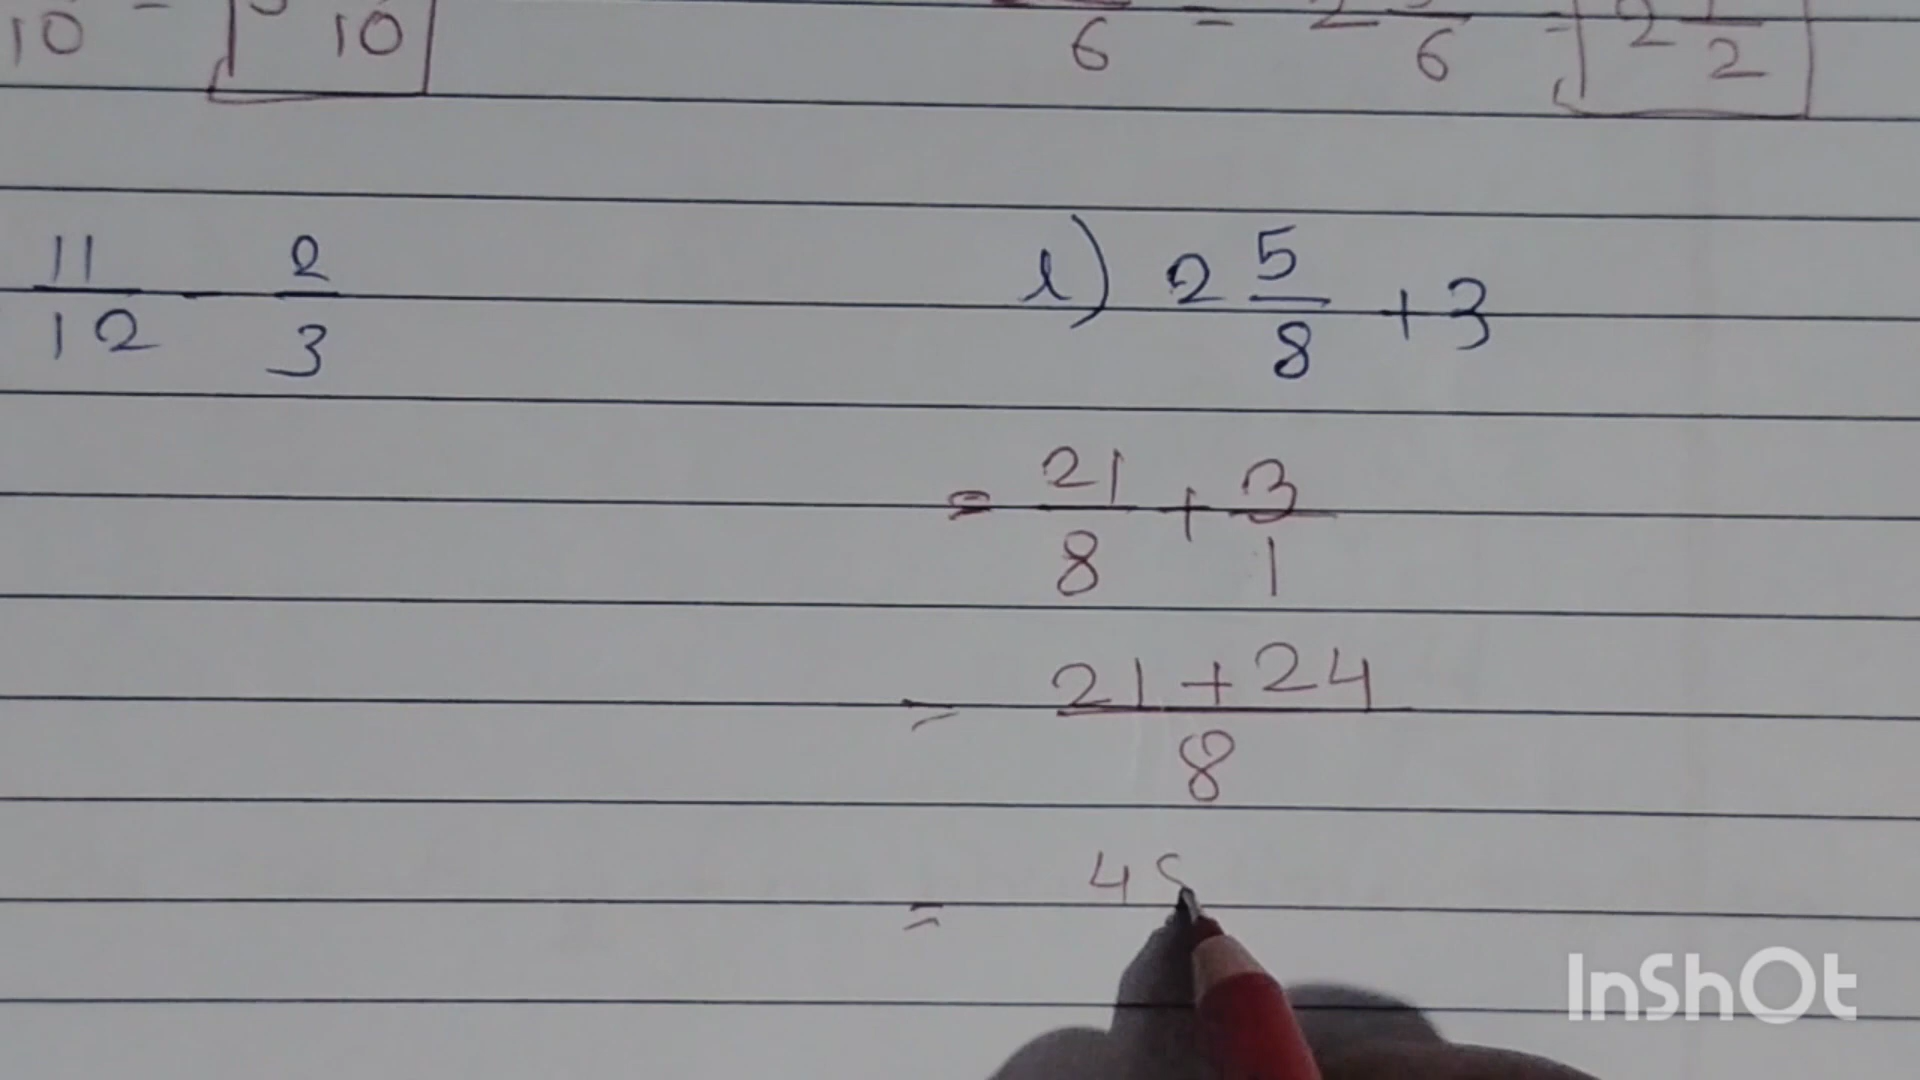 10 = 10
6 = 2 6 = 2 1/2
11/12 - 2/3
l) 2 5/8 + 3
= 21/8 + 3/1
= 21 + 24 / 8
= 45
InShOt